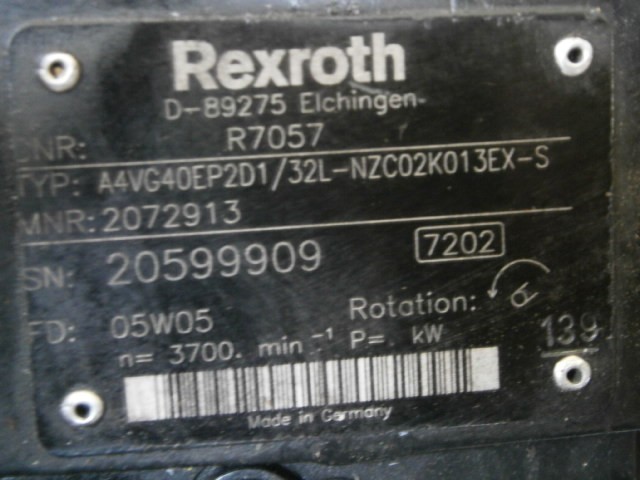 Rexroth
D-89275 Elchingen
CNR: R7057
TYP: A4VG40EP2D1/32L-NZC02K013EX-S
MNR: 2072913
SN: 20599909 7202
FD: 05W05 Rotation:
n= 3700. min⁻¹ P= kW 139
Made in Germany